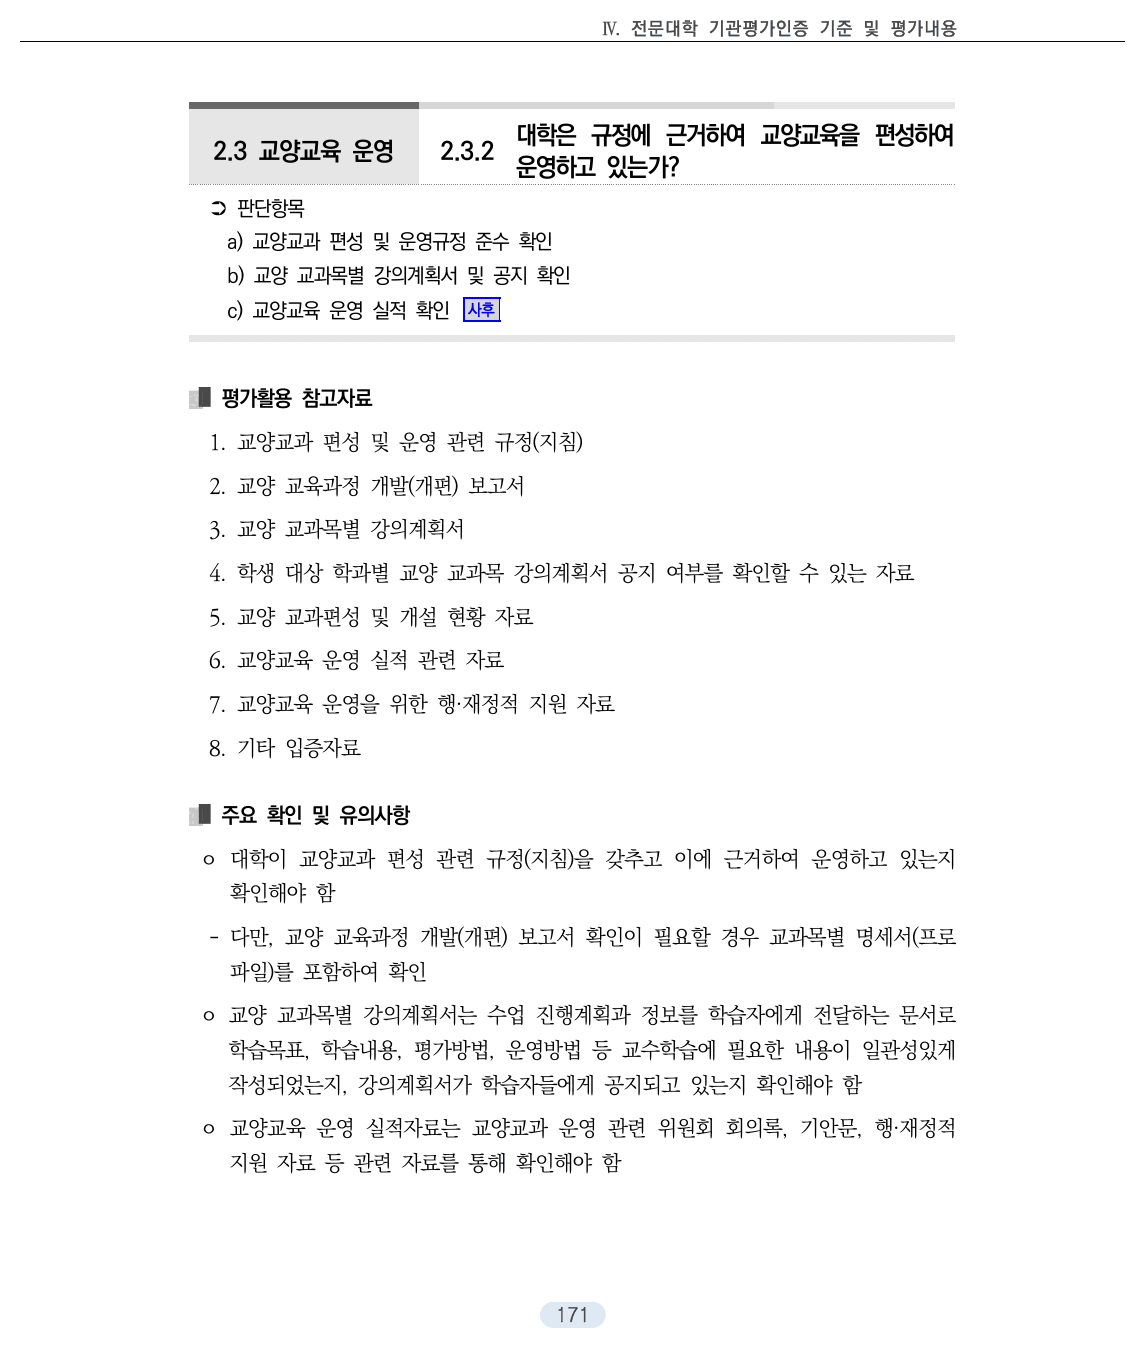 Ⅳ. 전문대학 기관평가인증 기준 및 평가내용
2.3 교양교육 운영
2.3.2
대학은 규정에 근거하여 교양교육을 편성하여
운영하고 있는가?
➲ 판단항목
a) 교양교과 편성 및 운영규정 준수 확인
b) 교양 교과목별 강의계획서 및 공지 확인
c) 교양교육 운영 실적 확인 사후
평가활용 참고자료
1. 교양교과 편성 및 운영 관련 규정(지침)
2. 교양 교육과정 개발(개편) 보고서
3. 교양 교과목별 강의계획서
4. 학생 대상 학과별 교양 교과목 강의계획서 공지 여부를 확인할 수 있는 자료
5. 교양 교과편성 및 개설 현황 자료
6. 교양교육 운영 실적 관련 자료
7. 교양교육 운영을 위한 행·재정적 지원 자료
8. 기타 입증자료
주요 확인 및 유의사항
ㅇ 대학이 교양교과 편성 관련 규정(지침)을 갖추고 이에 근거하여 운영하고 있는지
확인해야 함
- 다만, 교양 교육과정 개발(개편) 보고서 확인이 필요할 경우 교과목별 명세서(프로
파일)를 포함하여 확인
ㅇ 교양 교과목별 강의계획서는 수업 진행계획과 정보를 학습자에게 전달하는 문서로
학습목표, 학습내용, 평가방법, 운영방법 등 교수학습에 필요한 내용이 일관성있게
작성되었는지, 강의계획서가 학습자들에게 공지되고 있는지 확인해야 함
ㅇ 교양교육 운영 실적자료는 교양교과 운영 관련 위원회 회의록, 기안문, 행·재정적
지원 자료 등 관련 자료를 통해 확인해야 함
171